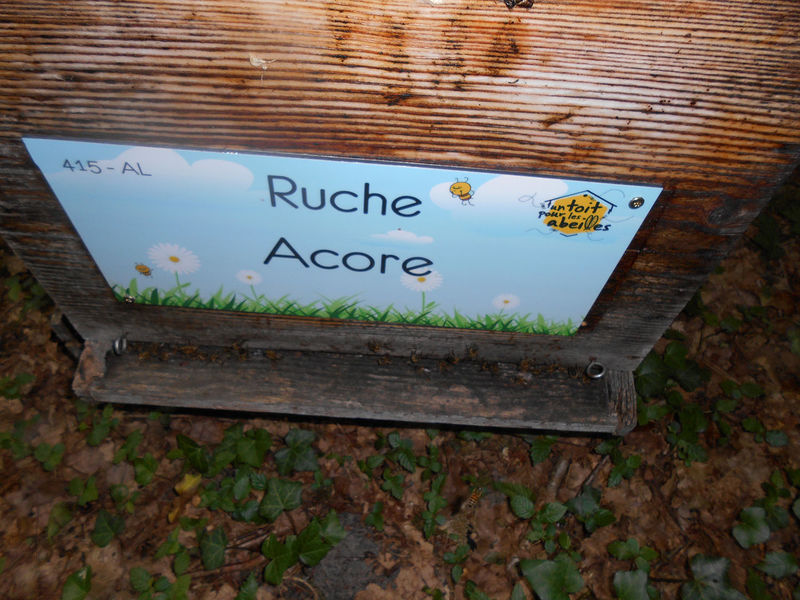 415 - AL
Ruche
Acore
un toit
pour les
abeilles